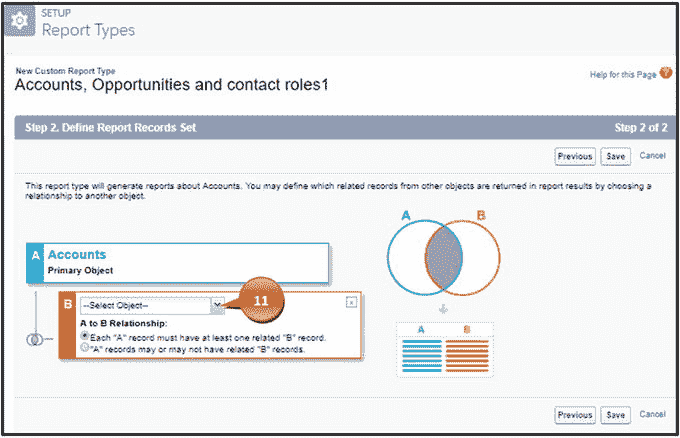 SETUP
Report Types
New Custom Report Type
Accounts, Opportunities and contact roles1
Help for this Page ?
Step 2. Define Report Records Set
Step 2 of 2
Previous Save Cancel
This report type will generate reports about Accounts. You may define which related records from other objects are returned in report results by choosing a
relationship to another object.
A Accounts
Primary Object
B --Select Object--
11
x
A to B Relationship:
Each "A" record must have at least one related "B" record.
"A" records may or may not have related "B" records.
A B
A B
Previous Save Cancel